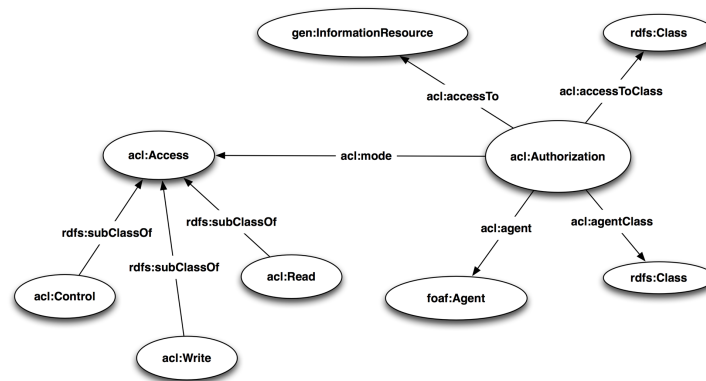 gen:InformationResource
rdfs:Class
acl:accessTo
acl:accessToClass
acl:Access
acl:mode
acl:Authorization
rdfs:subClassOf
rdfs:subClassOf
acl:agent
acl:agentClass
rdfs:subClassOf
acl:Read
rdfs:Class
acl:Control
foaf:Agent
acl:Write